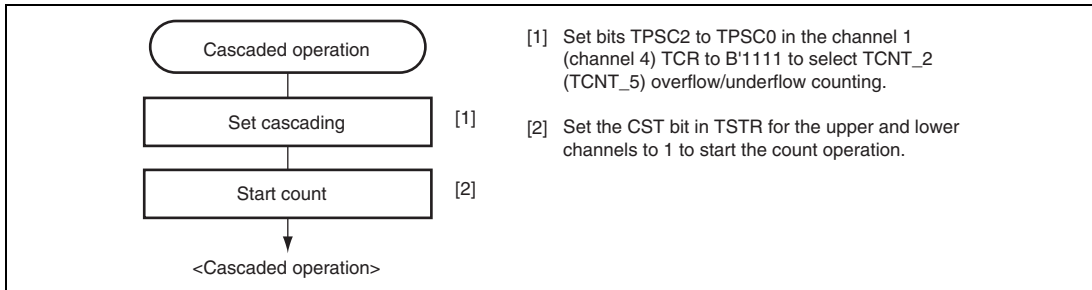 Cascaded operation
Set cascading
[1]
Start count
[2]
<Cascaded operation>
[1] Set bits TPSC2 to TPSC0 in the channel 1
(channel 4) TCR to B'1111 to select TCNT_2
(TCNT_5) overflow/underflow counting.
[2] Set the CST bit in TSTR for the upper and lower
channels to 1 to start the count operation.